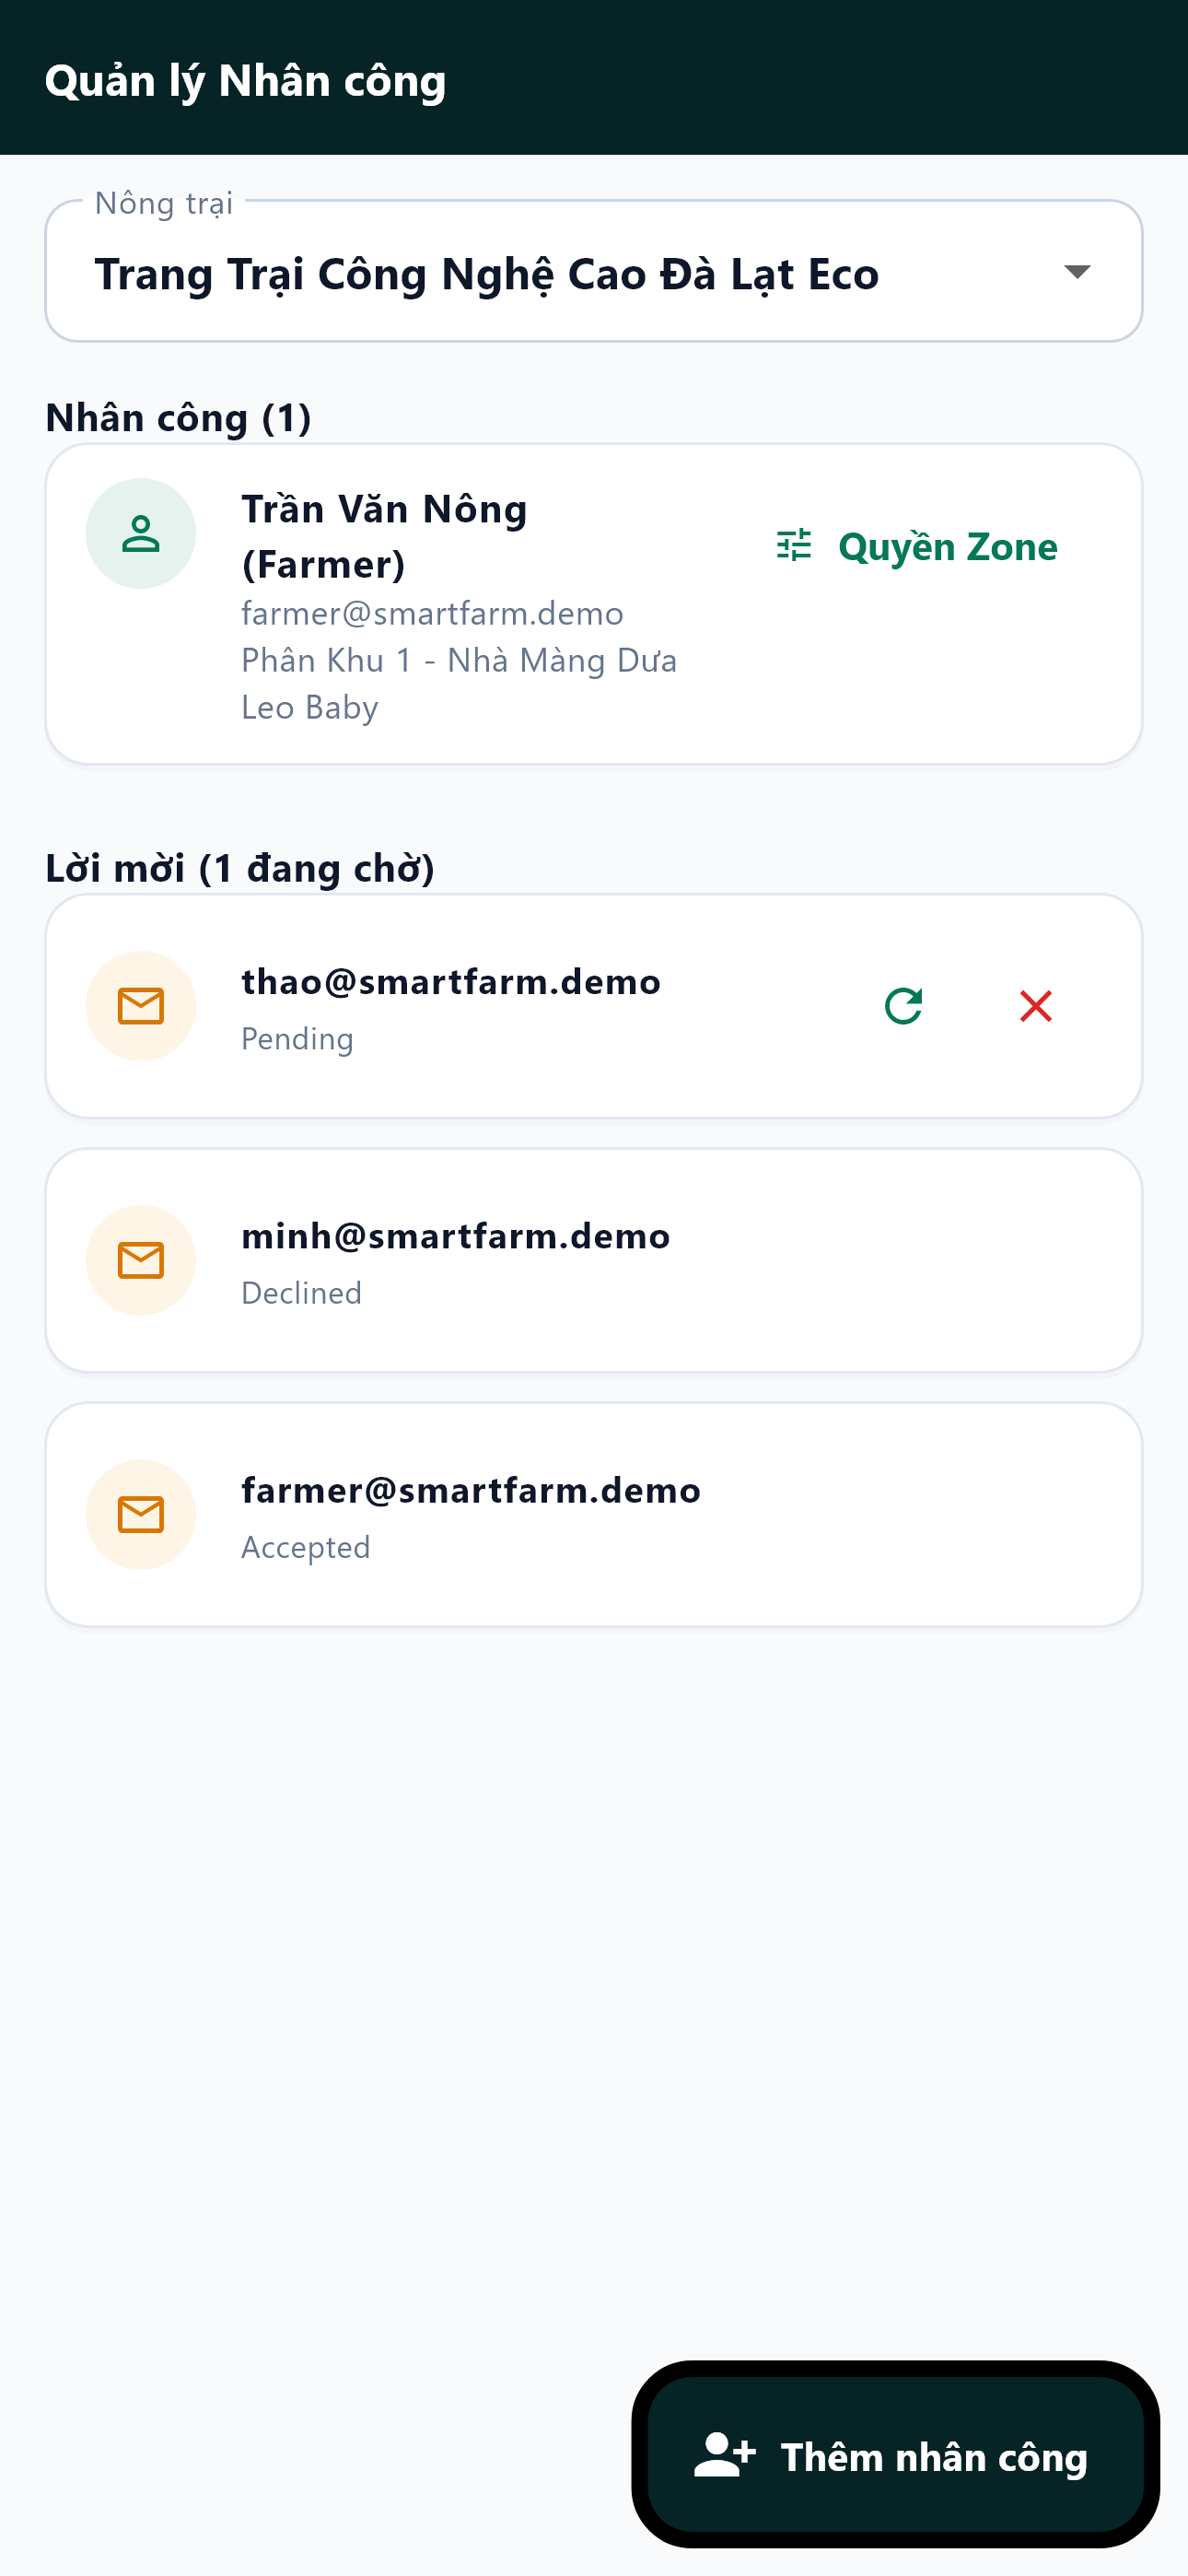 Quản lý Nhân công
Nông trại
Trang Trại Công Nghệ Cao Đà Lạt Eco
Nhân công (1)
Trần Văn Nông
(Farmer)
Quyền Zone
farmer@smartfarm.demo
Phân Khu 1 - Nhà Màng Dưa
Leo Baby
Lời mời (1 đang chờ)
thao@smartfarm.demo
Pending
minh@smartfarm.demo
Declined
farmer@smartfarm.demo
Accepted
Thêm nhân công